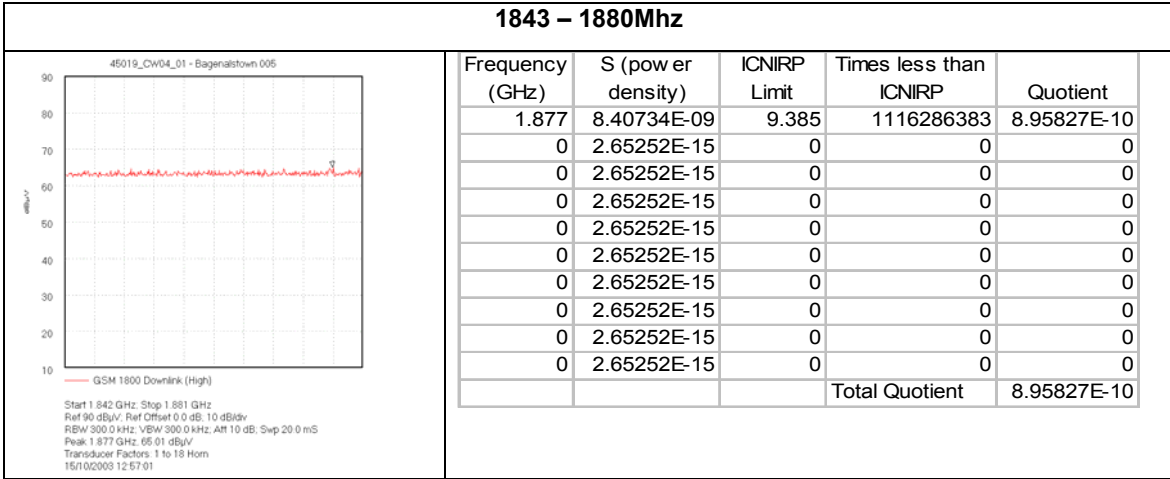 1843 – 1880Mhz
45019_CW04_01 - Bagenalstown 005
90
80
70
60
50
40
30
20
10
dBµV
GSM 1800 Downlink (High)
Start 1.842 GHz; Stop 1.881 GHz
Ref 90 dBµV; Ref Offset 0.0 dB; 10 dB/div
RBW 300.0 kHz; VBW 300.0 kHz; Att 10 dB; Swp 20.0 mS
Peak 1.877 GHz, 65.01 dBµV
Transducer Factors: 1 to 18 Horn
15/10/2003 12:57:01
Frequency (GHz) S (pow er density) ICNIRP Limit Times less than ICNIRP Quotient
1.877 8.40734E-09 9.385 1116286383 8.95827E-10
0 2.65252E-15 0 0 0
0 2.65252E-15 0 0 0
0 2.65252E-15 0 0 0
0 2.65252E-15 0 0 0
0 2.65252E-15 0 0 0
0 2.65252E-15 0 0 0
0 2.65252E-15 0 0 0
0 2.65252E-15 0 0 0
0 2.65252E-15 0 0 0
Total Quotient 8.95827E-10